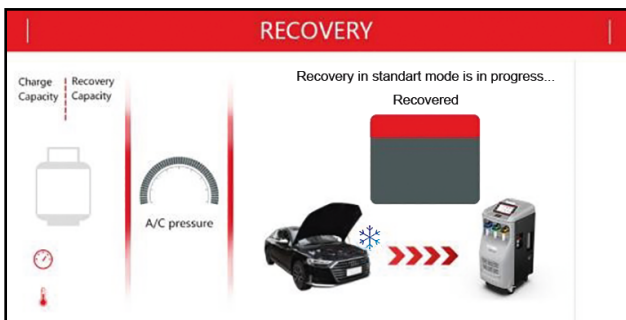 RECOVERY
Charge Capacity
Recovery Capacity
A/C pressure
Recovery in standart mode is in progress...
Recovered